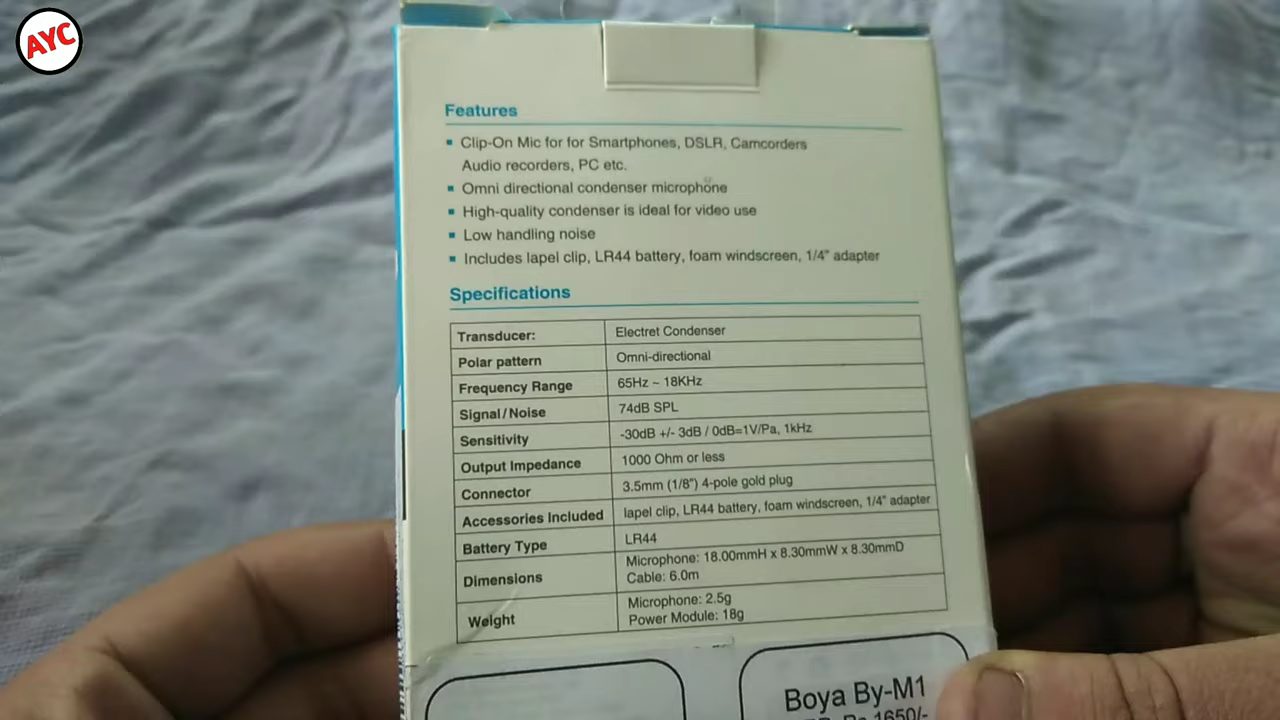 AYC
Features
▪ Clip-On Mic for for Smartphones, DSLR, Camcorders
Audio recorders, PC etc.
▪ Omni directional condenser microphone
▪ High-quality condenser is ideal for video use
▪ Low handling noise
▪ Includes lapel clip, LR44 battery, foam windscreen, 1/4" adapter
Specifications
Transducer: Electret Condenser
Polar pattern Omni-directional
Frequency Range 65Hz ~ 18KHz
Signal/Noise 74dB SPL
Sensitivity -30dB +/- 3dB / 0dB=1V/Pa, 1kHz
Output Impedance 1000 Ohm or less
Connector 3.5mm (1/8") 4-pole gold plug
Accessories Included lapel clip, LR44 battery, foam windscreen, 1/4" adapter
Battery Type LR44
Dimensions Microphone: 18.00mmH x 8.30mmW x 8.30mmD
Cable: 6.0m
Weight Microphone: 2.5g
Power Module: 18g
Boya By-M1
1650/-